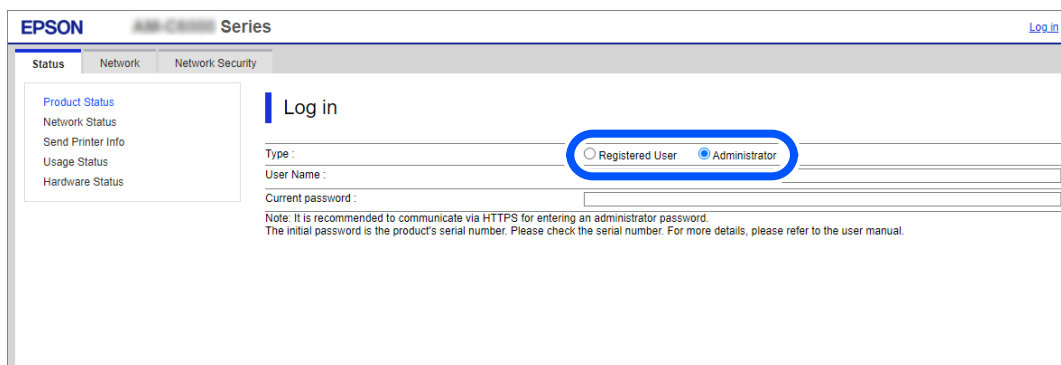 EPSON Series Log in
Status Network Network Security
Product Status
Network Status
Send Printer Info
Usage Status
Hardware Status
Log in
Type : Registered User Administrator
User Name :
Current password :
Note: It is recommended to communicate via HTTPS for entering an administrator password.
The initial password is the product's serial number. Please check the serial number. For more details, please refer to the user manual.